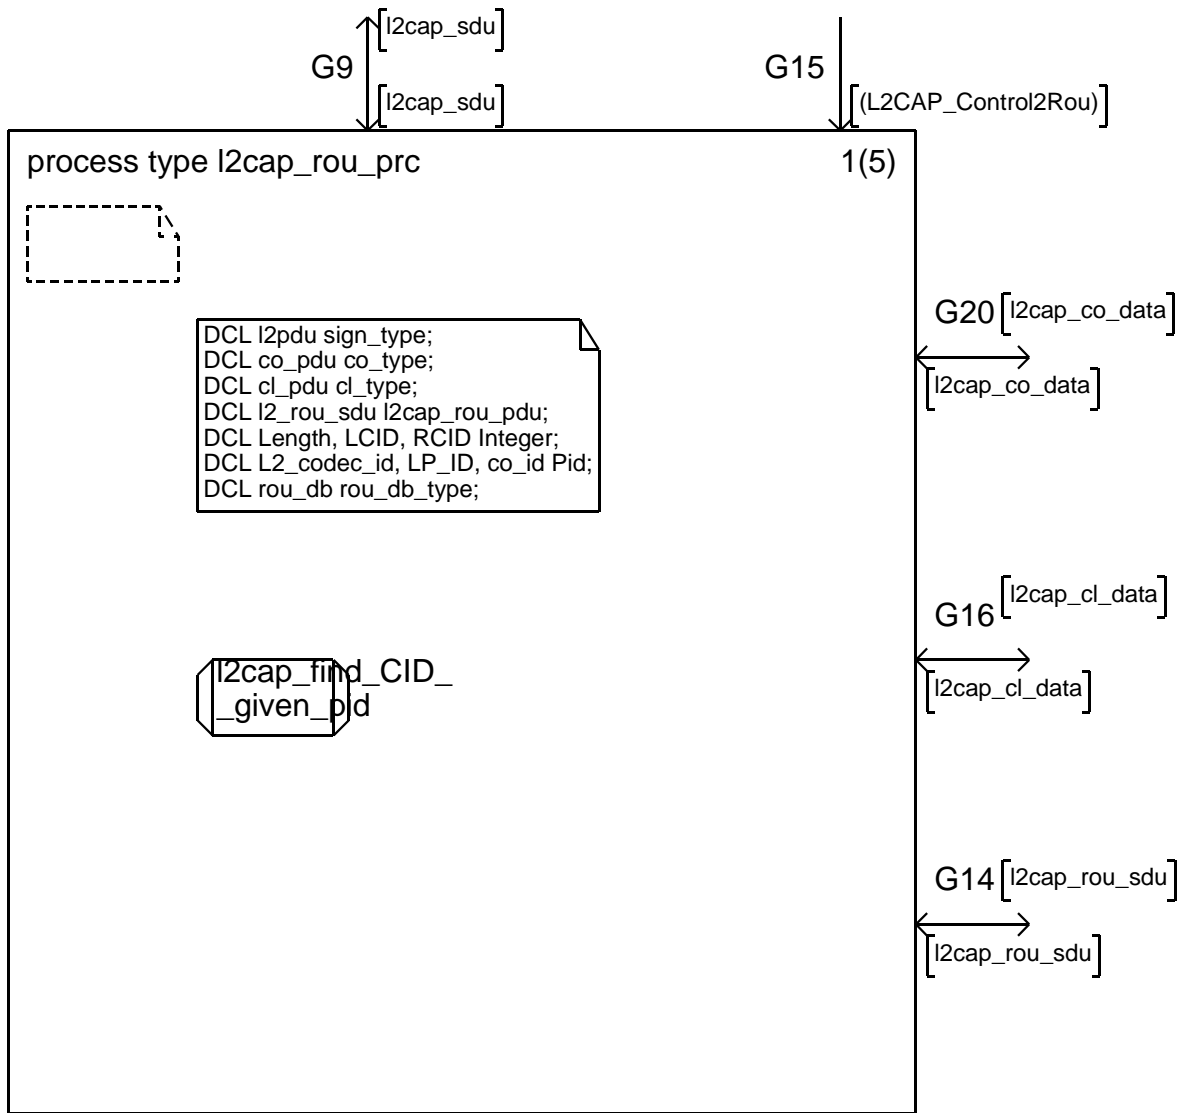 l2cap_sdu
G9
l2cap_sdu
G15
(L2CAP_Control2Rou)
process type l2cap_rou_prc
1(5)
DCL l2pdu sign_type;
DCL co_pdu co_type;
DCL cl_pdu cl_type;
DCL l2_rou_sdu l2cap_rou_pdu;
DCL Length, LCID, RCID Integer;
DCL L2_codec_id, LP_ID, co_id Pid;
DCL rou_db rou_db_type;
G20
l2cap_co_data
l2cap_co_data
l2cap_find_CID_
_given_pid
G16
l2cap_cl_data
l2cap_cl_data
G14
l2cap_rou_sdu
l2cap_rou_sdu